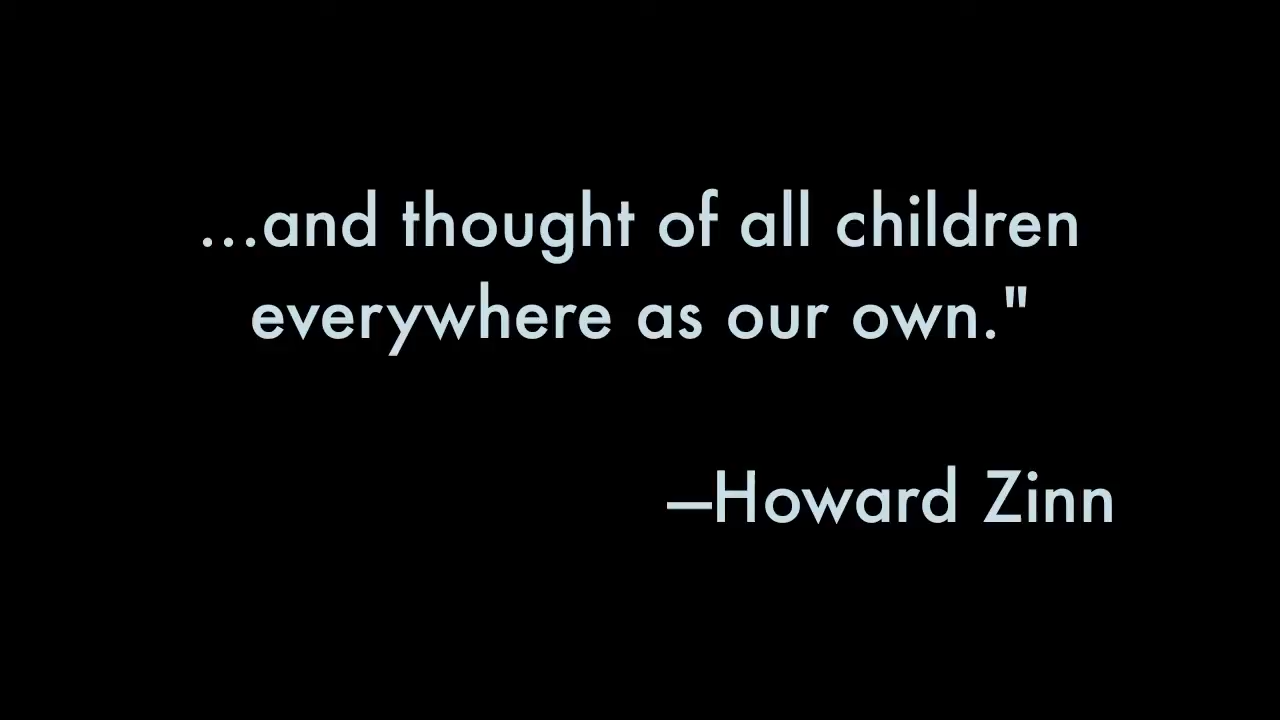 ...and thought of all children
everywhere as our own."
—Howard Zinn